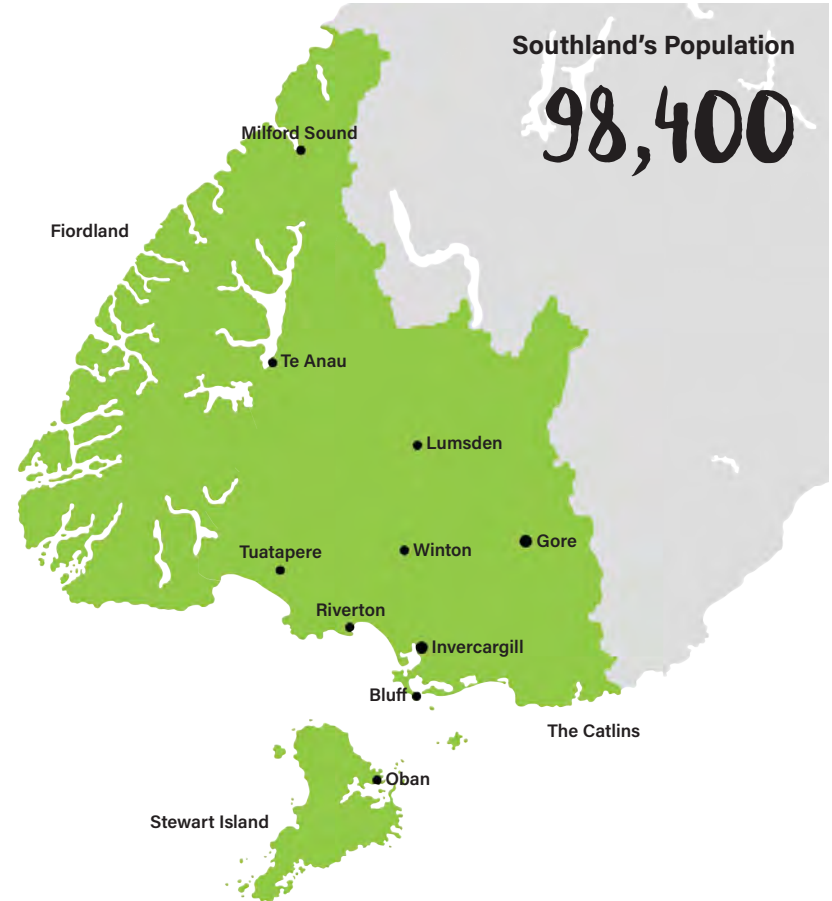 Southland's Population
98,400
Milford Sound
Fiordland
Te Anau
Lumsden
Gore
Winton
Tuatapere
Riverton
Invercargill
Bluff
The Catlins
Oban
Stewart Island